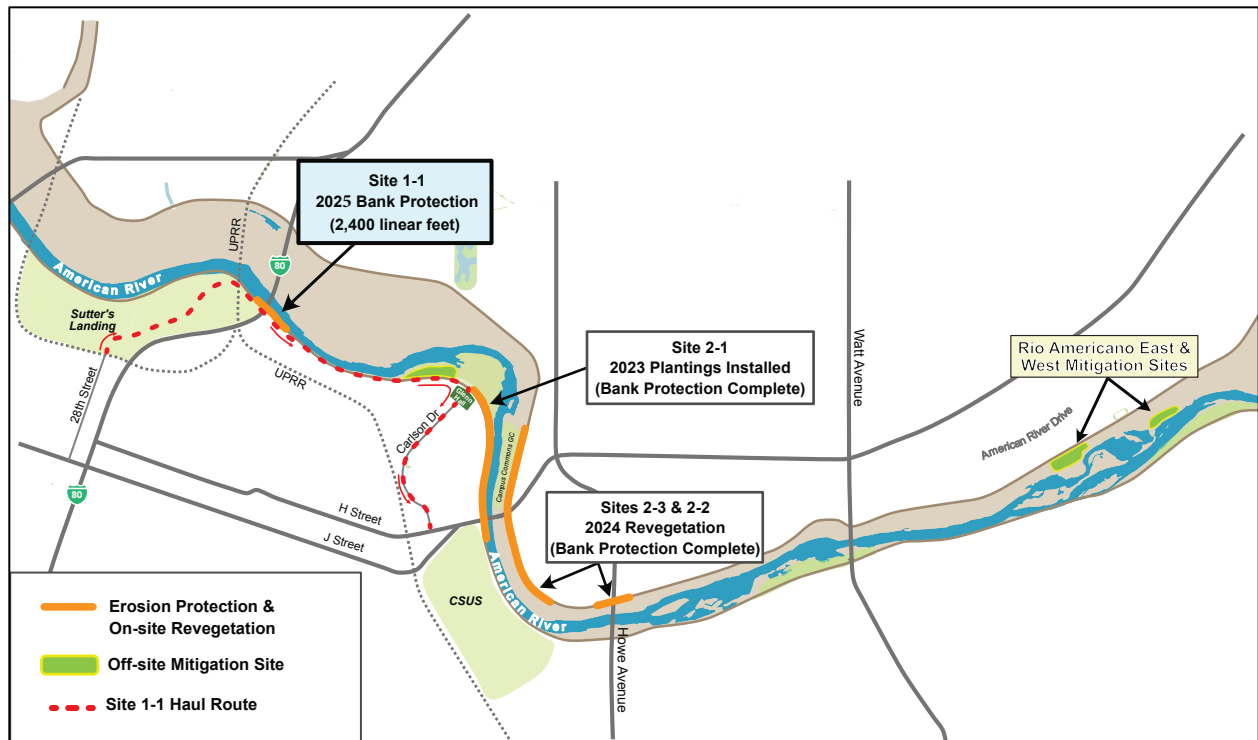 Site 1-1
2025 Bank Protection
(2,400 linear feet)
UPRR
80
American River
Sutter's
Landing
28th Street
80
UPRR
Site 2-1
2023 Plantings Installed
(Bank Protection Complete)
Watt Avenue
Rio Americano East &
West Mitigation Sites
American River Drive
Carlson Dr.
Campus Commons GC
H Street
J Street
Sites 2-3 & 2-2
2024 Revegetation
(Bank Protection Complete)
American River
CSUS
Howe Avenue
Erosion Protection &
On-site Revegetation
Off-site Mitigation Site
Site 1-1 Haul Route